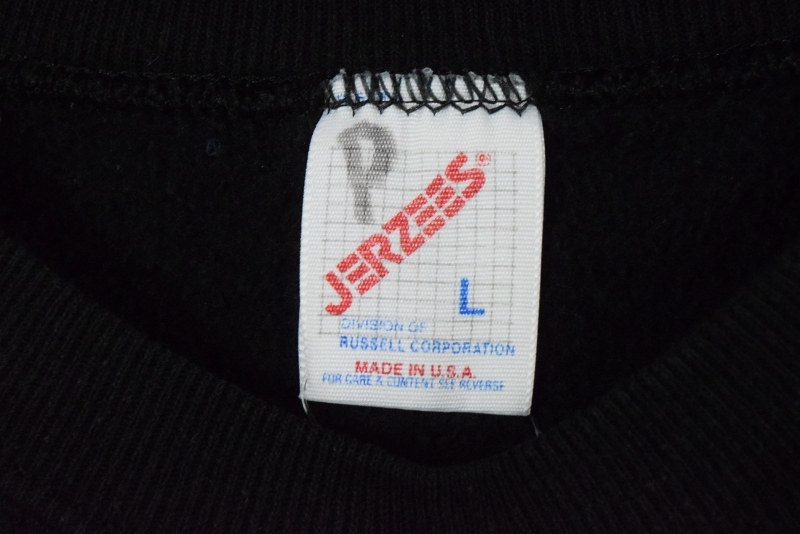 P
JERZEES®
L
DIVISION OF
RUSSELL CORPORATION
MADE IN U.S.A.
FOR CARE & CONTENT SEE REVERSE